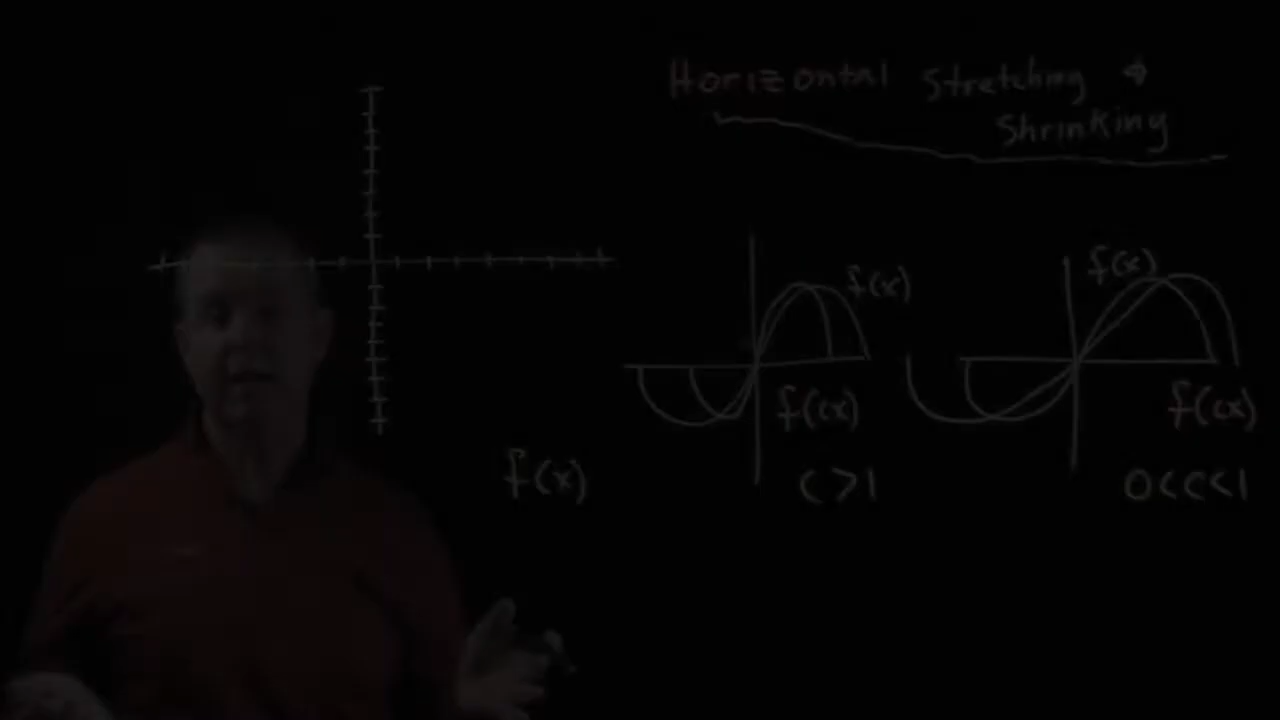 Horizontal Stretching &
Shrinking
f(x)
f(x)
f(cx)
f(cx)
f(x)
c>1
0<c<1